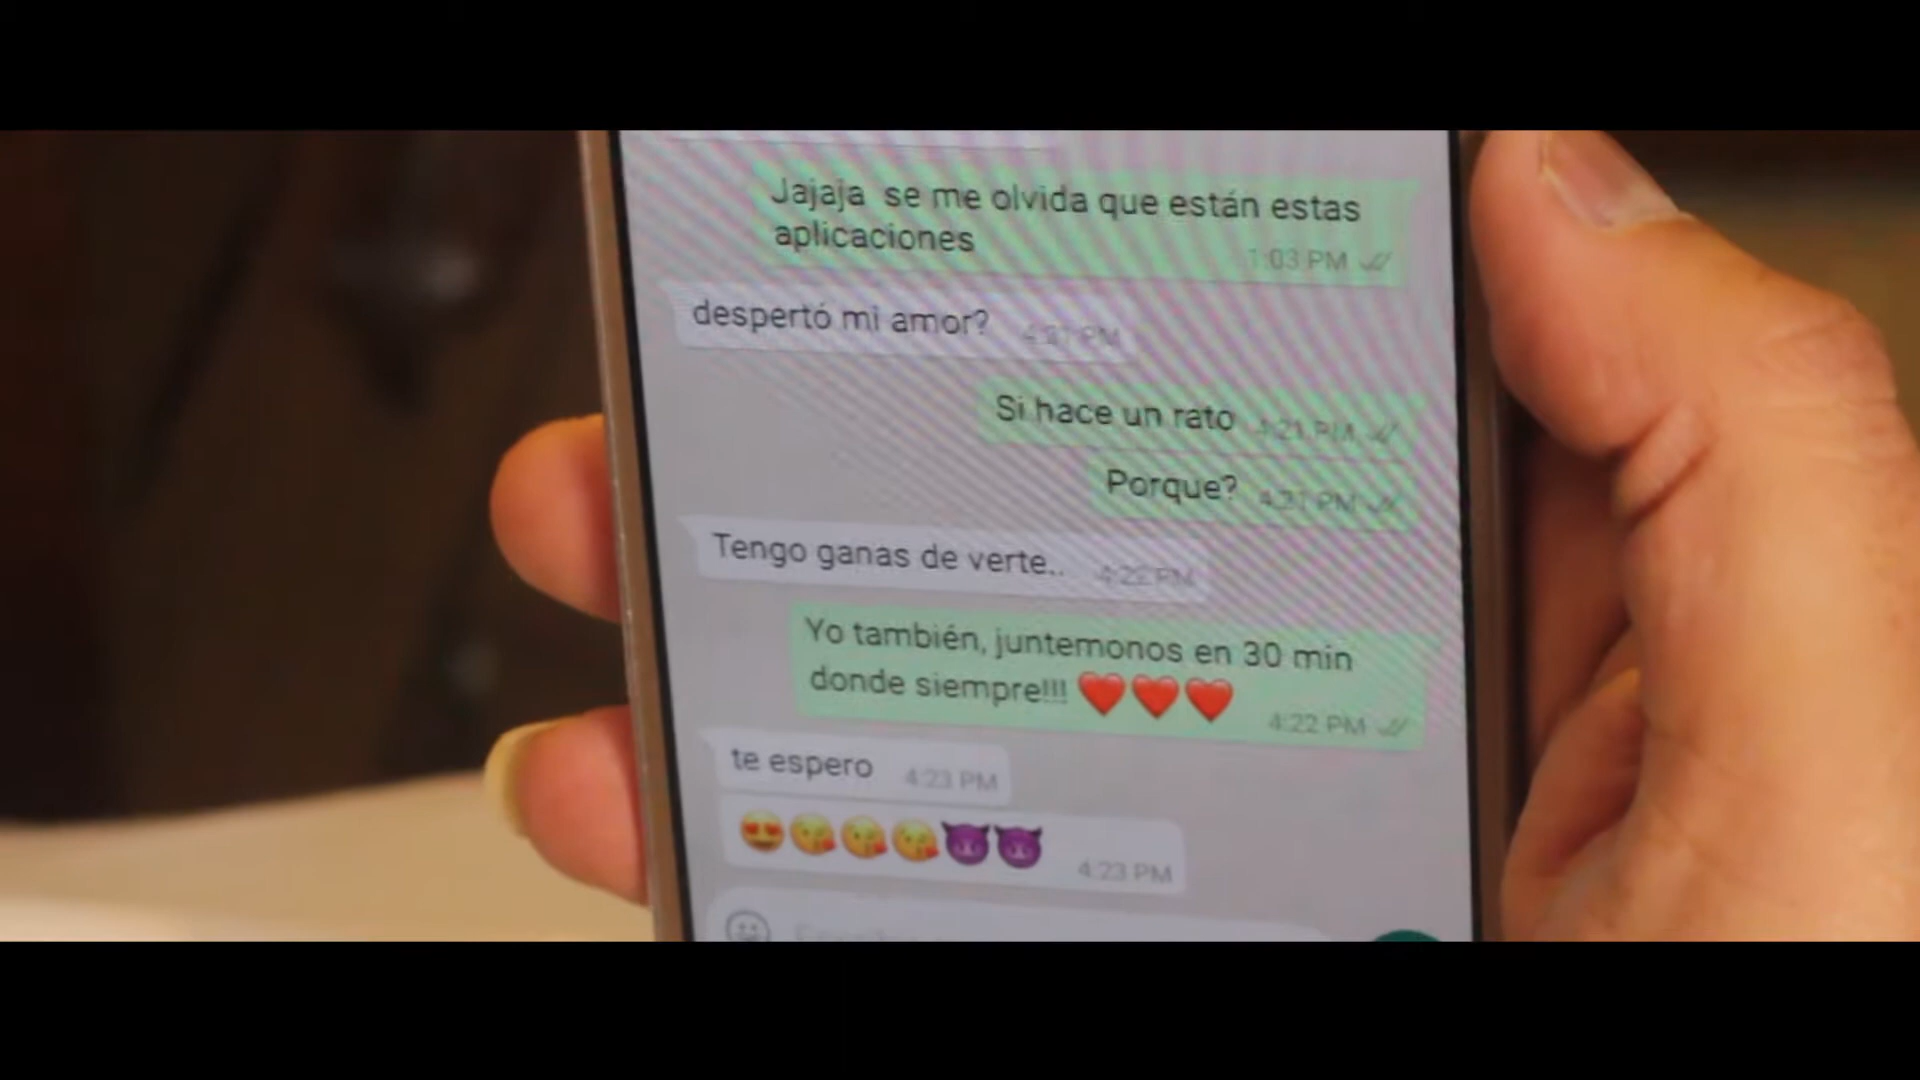 Jajaja se me olvida que están estas
aplicaciones
1:03 PM
despertó mi amor?
Si hace un rato
Porque?
Tengo ganas de verte.. 4:22 PM
Yo también, juntemonos en 30 min
donde siempre!!! ❤️❤️❤️ 4:22 PM
te espero 4:23 PM
😍😘😘😘😈😈 4:23 PM